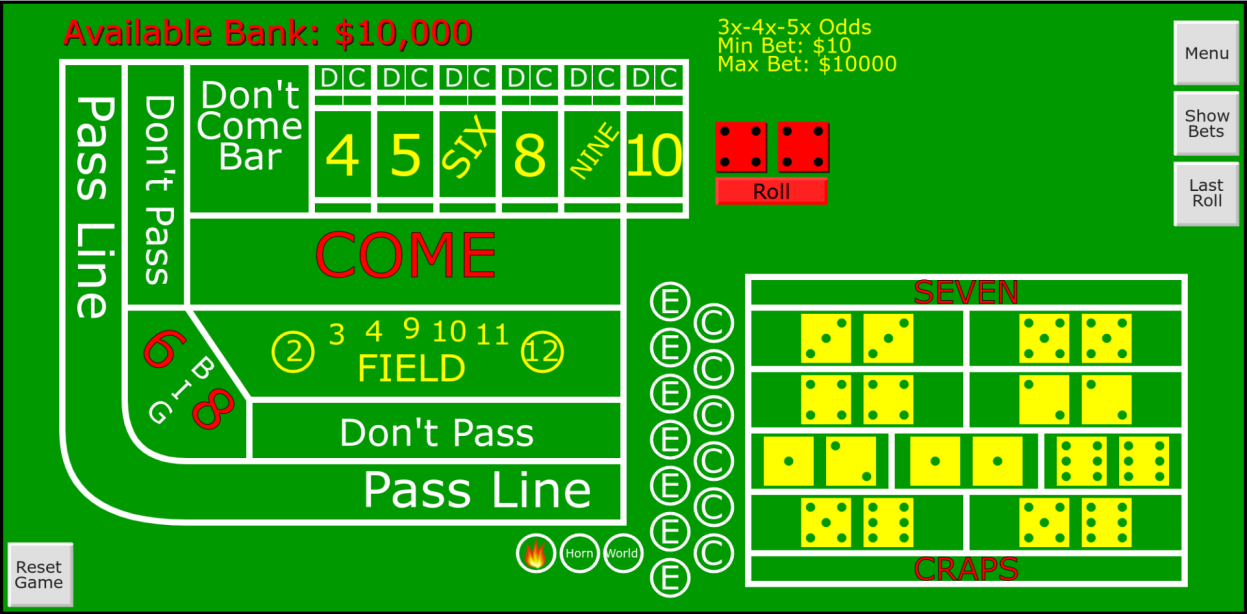 Available Bank: $10,000
3x-4x-5x Odds
Min Bet: $10
Max Bet: $10000
Menu
Show
Bets
Last
Roll
Roll
Pass Line
Don't Pass
Don't
Come
Bar
D C D C D C D C D C D C
4 5 SIX 8 NINE 10
COME
2 3 4 9 10 11 12
FIELD
6
BIG
8
Don't Pass
Pass Line
Horn
World
E
E
E
E
E
E
E
C
C
C
C
C
C
SEVEN
CRAPS
Reset
Game